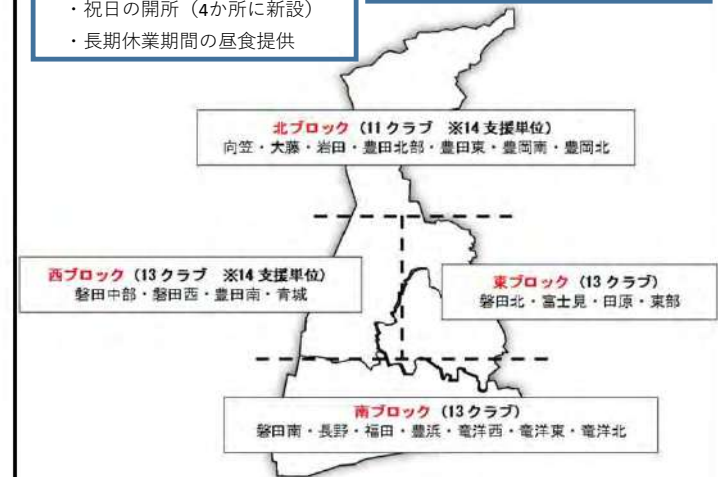 ・祝日の開所（4か所に新設）
・長期休業期間の昼食提供
北ブロック（11クラブ　※14支援単位）
向笠・大藤・岩田・豊田北部・豊田東・豊岡南・豊岡北
西ブロック（13クラブ　※14支援単位）
磐田中部・磐田西・豊田南・青城
東ブロック（13クラブ）
磐田北・富士見・田原・東部
南ブロック（13クラブ）
磐田南・長野・福田・豊浜・竜洋西・竜洋東・竜洋北